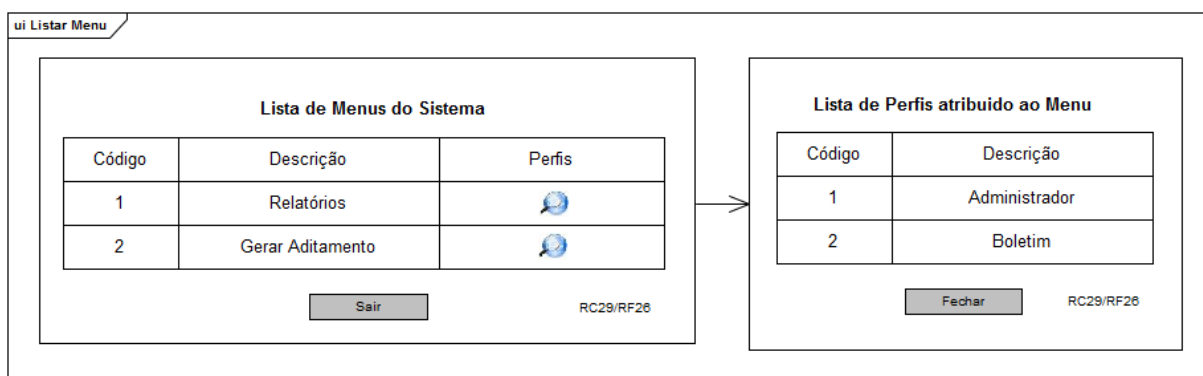 ui Listar Menu
Lista de Menus do Sistema
Código Descrição Perfis
1 Relatórios
2 Gerar Aditamento
Sair RC29/RF26
Lista de Perfis atribuido ao Menu
Código Descrição
1 Administrador
2 Boletim
Fechar RC29/RF26